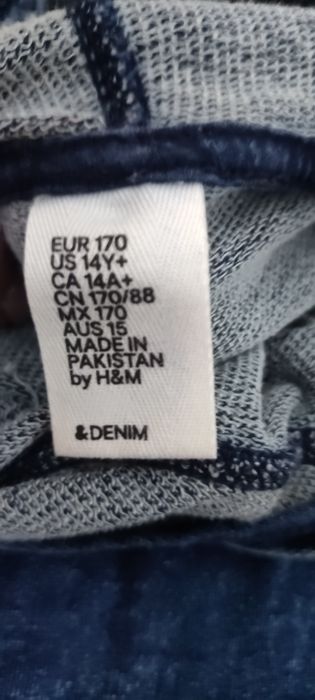 EUR 170
US 14Y+
CA 14A+
CN 170/88
MX 170
AUS 15
MADE IN
PAKISTAN
by H&M
&DENIM